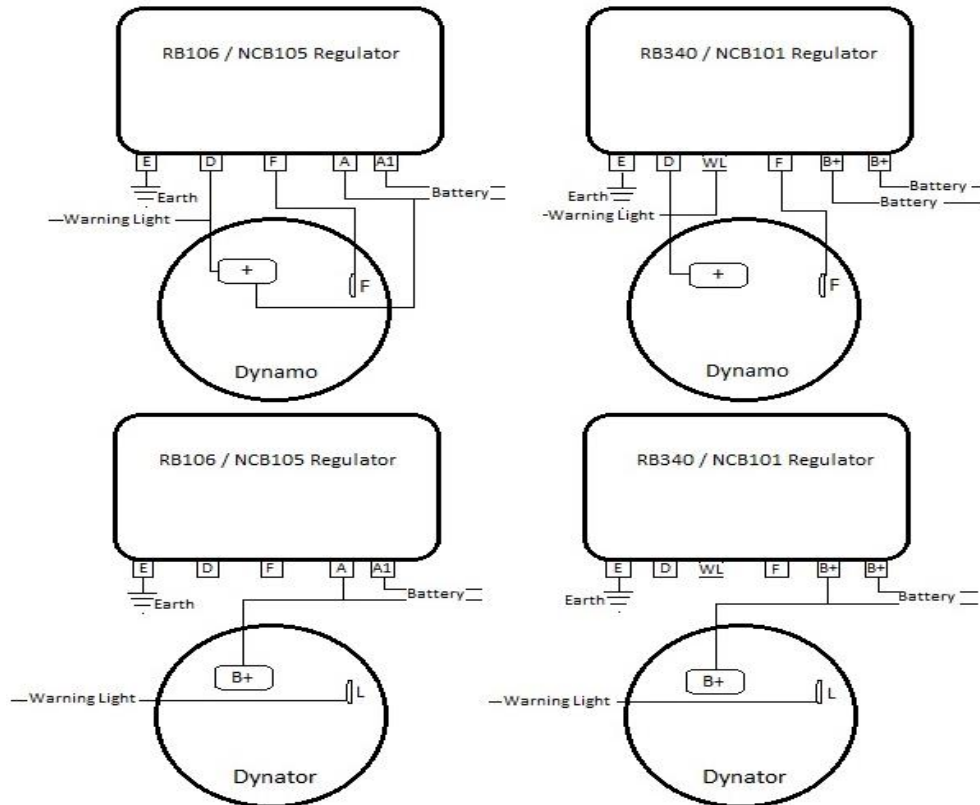 RB106 / NCB105 Regulator
E D F A A1
Earth
Battery
Warning Light
+
F
Dynamo
RB340 / NCB101 Regulator
E D WL F B+ B+
Earth
Battery
Battery
Warning Light
+
F
Dynamo
RB106 / NCB105 Regulator
E D F A A1
Earth
Battery
B+
L
Warning Light
Dynator
RB340 / NCB101 Regulator
E D WL F B+ B+
Earth
Battery
B+
L
Warning Light
Dynator